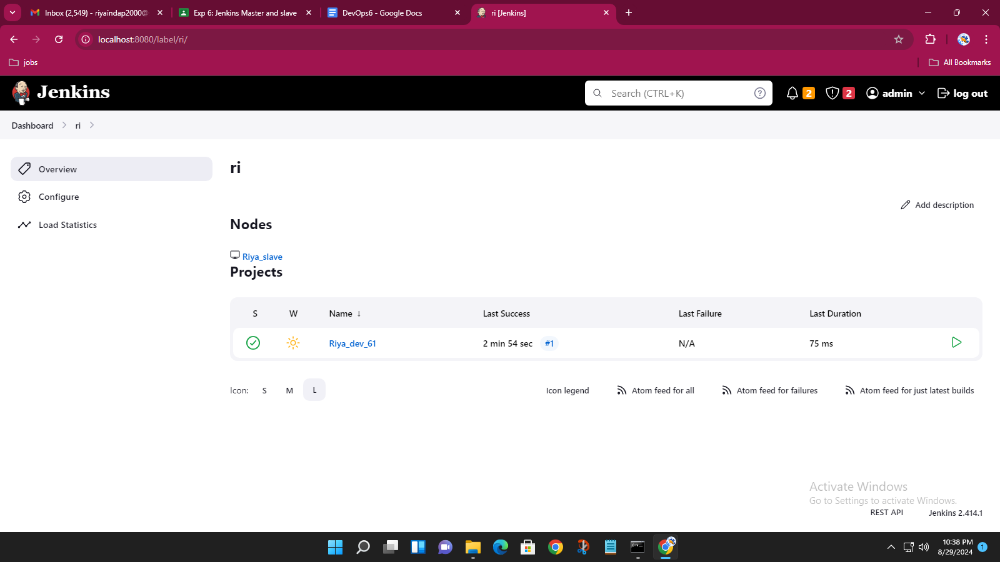 Inbox (2,549) - riyaindap2000@
Exp 6: Jenkins Master and slave
DevOps6 - Google Docs
ri [Jenkins]
localhost:8080/label/ri/
jobs
All Bookmarks
Jenkins
Search (CTRL+K)
2
2
admin
log out
Dashboard
ri
Overview
Configure
Load Statistics
ri
Add description
Nodes
Riya_slave
Projects
S W Name ↓ Last Success Last Failure Last Duration
Riya_dev_61 2 min 54 sec #1 N/A 75 ms
Icon: S M L
Icon legend
Atom feed for all
Atom feed for failures
Atom feed for just latest builds
Activate Windows
Go to Settings to activate Windows.
REST API
Jenkins 2.414.1
10:38 PM
8/29/2024
1